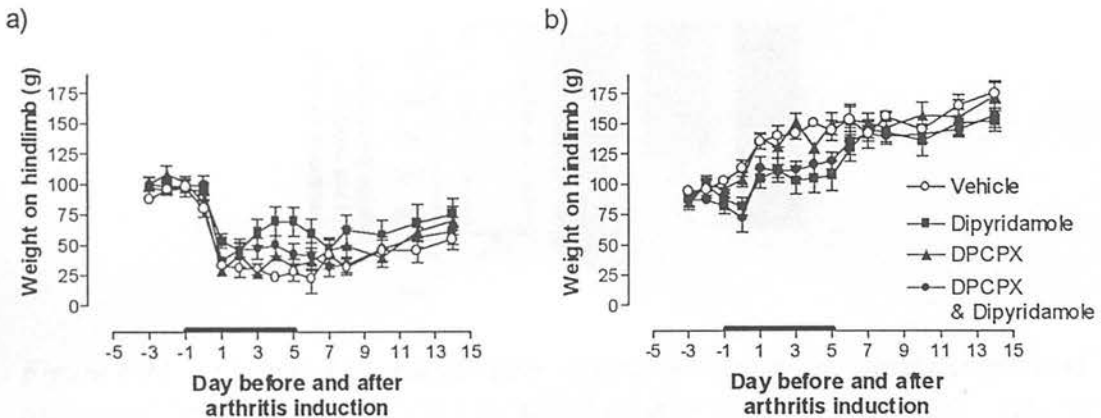 a)
Weight on hindlimb (g)
175
150
125
100
75
50
25
0
-5 -3 -1 1 3 5 7 9 11 13 15
Day before and after
arthritis induction
b)
Weight on hindlimb (g)
175
150
125
100
75
50
25
0
Vehicle
Dipyridamole
DPCPX
DPCPX
& Dipyridamole
-5 -3 -1 1 3 5 7 9 11 13 15
Day before and after
arthritis induction